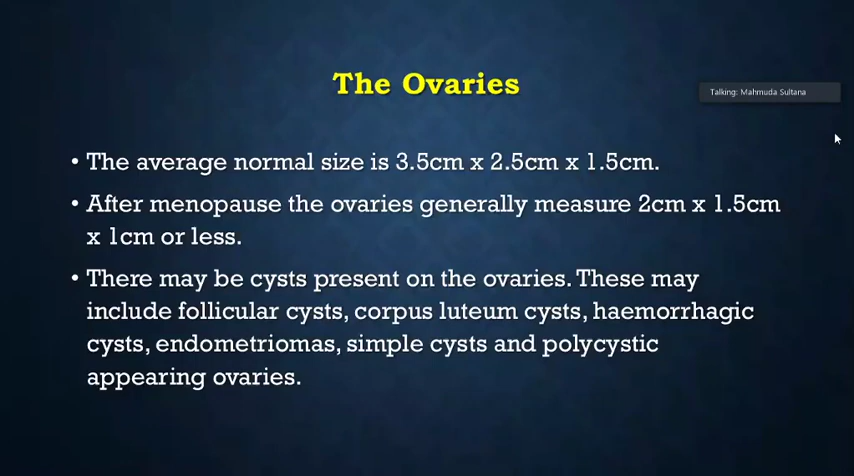 The Ovaries
Talking: Mahmuda Sultana
• The average normal size is 3.5cm x 2.5cm x 1.5cm.
• After menopause the ovaries generally measure 2cm x 1.5cm
x 1cm or less.
• There may be cysts present on the ovaries. These may
include follicular cysts, corpus luteum cysts, haemorrhagic
cysts, endometriomas, simple cysts and polycystic
appearing ovaries.